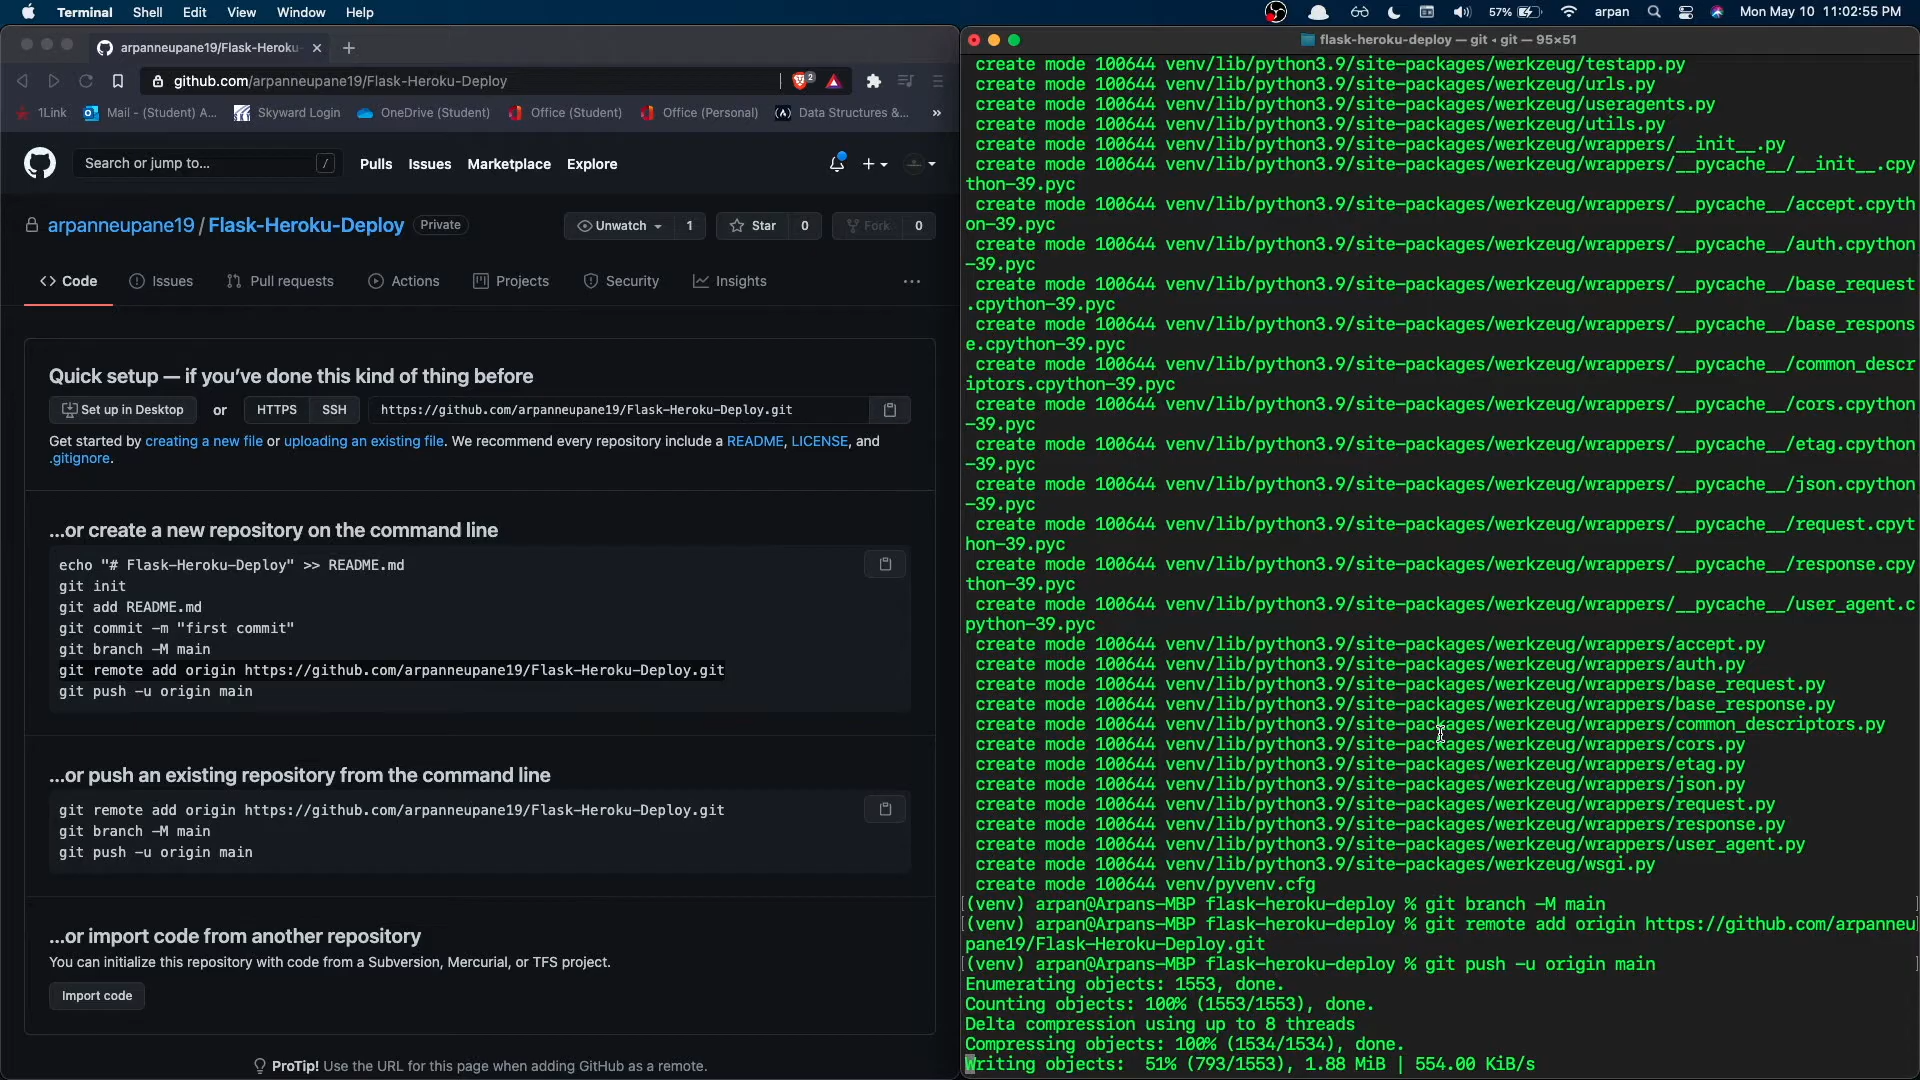 Terminal Shell Edit View Window Help
57% arpan Mon May 10 11:02:55 PM
arpanneupane19/Flask-Heroku-
github.com/arpanneupane19/Flask-Heroku-Deploy
2
1Link Mail - (Student) A... Skyward Login OneDrive (Student) Office (Student) Office (Personal) Data Structures &... »
Search or jump to... / Pulls Issues Marketplace Explore
arpanneupane19 / Flask-Heroku-Deploy Private Unwatch 1 Star 0 Fork 0
Code Issues Pull requests Actions Projects Security Insights ...
Quick setup — if you've done this kind of thing before
Set up in Desktop or HTTPS SSH https://github.com/arpanneupane19/Flask-Heroku-Deploy.git
Get started by creating a new file or uploading an existing file. We recommend every repository include a README, LICENSE, and
.gitignore.
...or create a new repository on the command line
echo "# Flask-Heroku-Deploy" >> README.md
git init
git add README.md
git commit -m "first commit"
git branch -M main
git remote add origin https://github.com/arpanneupane19/Flask-Heroku-Deploy.git
git push -u origin main
...or push an existing repository from the command line
git remote add origin https://github.com/arpanneupane19/Flask-Heroku-Deploy.git
git branch -M main
git push -u origin main
...or import code from another repository
You can initialize this repository with code from a Subversion, Mercurial, or TFS project.
Import code
ProTip! Use the URL for this page when adding GitHub as a remote.
flask-heroku-deploy — git ◂ git — 95×51
create mode 100644 venv/lib/python3.9/site-packages/werkzeug/testapp.py
create mode 100644 venv/lib/python3.9/site-packages/werkzeug/urls.py
create mode 100644 venv/lib/python3.9/site-packages/werkzeug/useragents.py
create mode 100644 venv/lib/python3.9/site-packages/werkzeug/utils.py
create mode 100644 venv/lib/python3.9/site-packages/werkzeug/wrappers/__init__.py
create mode 100644 venv/lib/python3.9/site-packages/werkzeug/wrappers/__pycache__/__init__.cpy
thon-39.pyc
create mode 100644 venv/lib/python3.9/site-packages/werkzeug/wrappers/__pycache__/accept.cpyth
on-39.pyc
create mode 100644 venv/lib/python3.9/site-packages/werkzeug/wrappers/__pycache__/auth.cpython
-39.pyc
create mode 100644 venv/lib/python3.9/site-packages/werkzeug/wrappers/__pycache__/base_request
.cpython-39.pyc
create mode 100644 venv/lib/python3.9/site-packages/werkzeug/wrappers/__pycache__/base_respons
e.cpython-39.pyc
create mode 100644 venv/lib/python3.9/site-packages/werkzeug/wrappers/__pycache__/common_descr
iptors.cpython-39.pyc
create mode 100644 venv/lib/python3.9/site-packages/werkzeug/wrappers/__pycache__/cors.cpython
-39.pyc
create mode 100644 venv/lib/python3.9/site-packages/werkzeug/wrappers/__pycache__/etag.cpython
-39.pyc
create mode 100644 venv/lib/python3.9/site-packages/werkzeug/wrappers/__pycache__/json.cpython
-39.pyc
create mode 100644 venv/lib/python3.9/site-packages/werkzeug/wrappers/__pycache__/request.cpyt
hon-39.pyc
create mode 100644 venv/lib/python3.9/site-packages/werkzeug/wrappers/__pycache__/response.cpy
thon-39.pyc
create mode 100644 venv/lib/python3.9/site-packages/werkzeug/wrappers/__pycache__/user_agent.c
python-39.pyc
create mode 100644 venv/lib/python3.9/site-packages/werkzeug/wrappers/accept.py
create mode 100644 venv/lib/python3.9/site-packages/werkzeug/wrappers/auth.py
create mode 100644 venv/lib/python3.9/site-packages/werkzeug/wrappers/base_request.py
create mode 100644 venv/lib/python3.9/site-packages/werkzeug/wrappers/base_response.py
create mode 100644 venv/lib/python3.9/site-packages/werkzeug/wrappers/common_descriptors.py
create mode 100644 venv/lib/python3.9/site-packages/werkzeug/wrappers/cors.py
create mode 100644 venv/lib/python3.9/site-packages/werkzeug/wrappers/etag.py
create mode 100644 venv/lib/python3.9/site-packages/werkzeug/wrappers/json.py
create mode 100644 venv/lib/python3.9/site-packages/werkzeug/wrappers/request.py
create mode 100644 venv/lib/python3.9/site-packages/werkzeug/wrappers/response.py
create mode 100644 venv/lib/python3.9/site-packages/werkzeug/wrappers/user_agent.py
create mode 100644 venv/lib/python3.9/site-packages/werkzeug/wsgi.py
create mode 100644 venv/pyvenv.cfg
[(venv) arpan@Arpans-MBP flask-heroku-deploy % git branch -M main ]
[(venv) arpan@Arpans-MBP flask-heroku-deploy % git remote add origin https://github.com/arpanneu]
pane19/Flask-Heroku-Deploy.git
[(venv) arpan@Arpans-MBP flask-heroku-deploy % git push -u origin main ]
Enumerating objects: 1553, done.
Counting objects: 100% (1553/1553), done.
Delta compression using up to 8 threads
Compressing objects: 100% (1534/1534), done.
Writing objects: 51% (793/1553), 1.88 MiB | 554.00 KiB/s